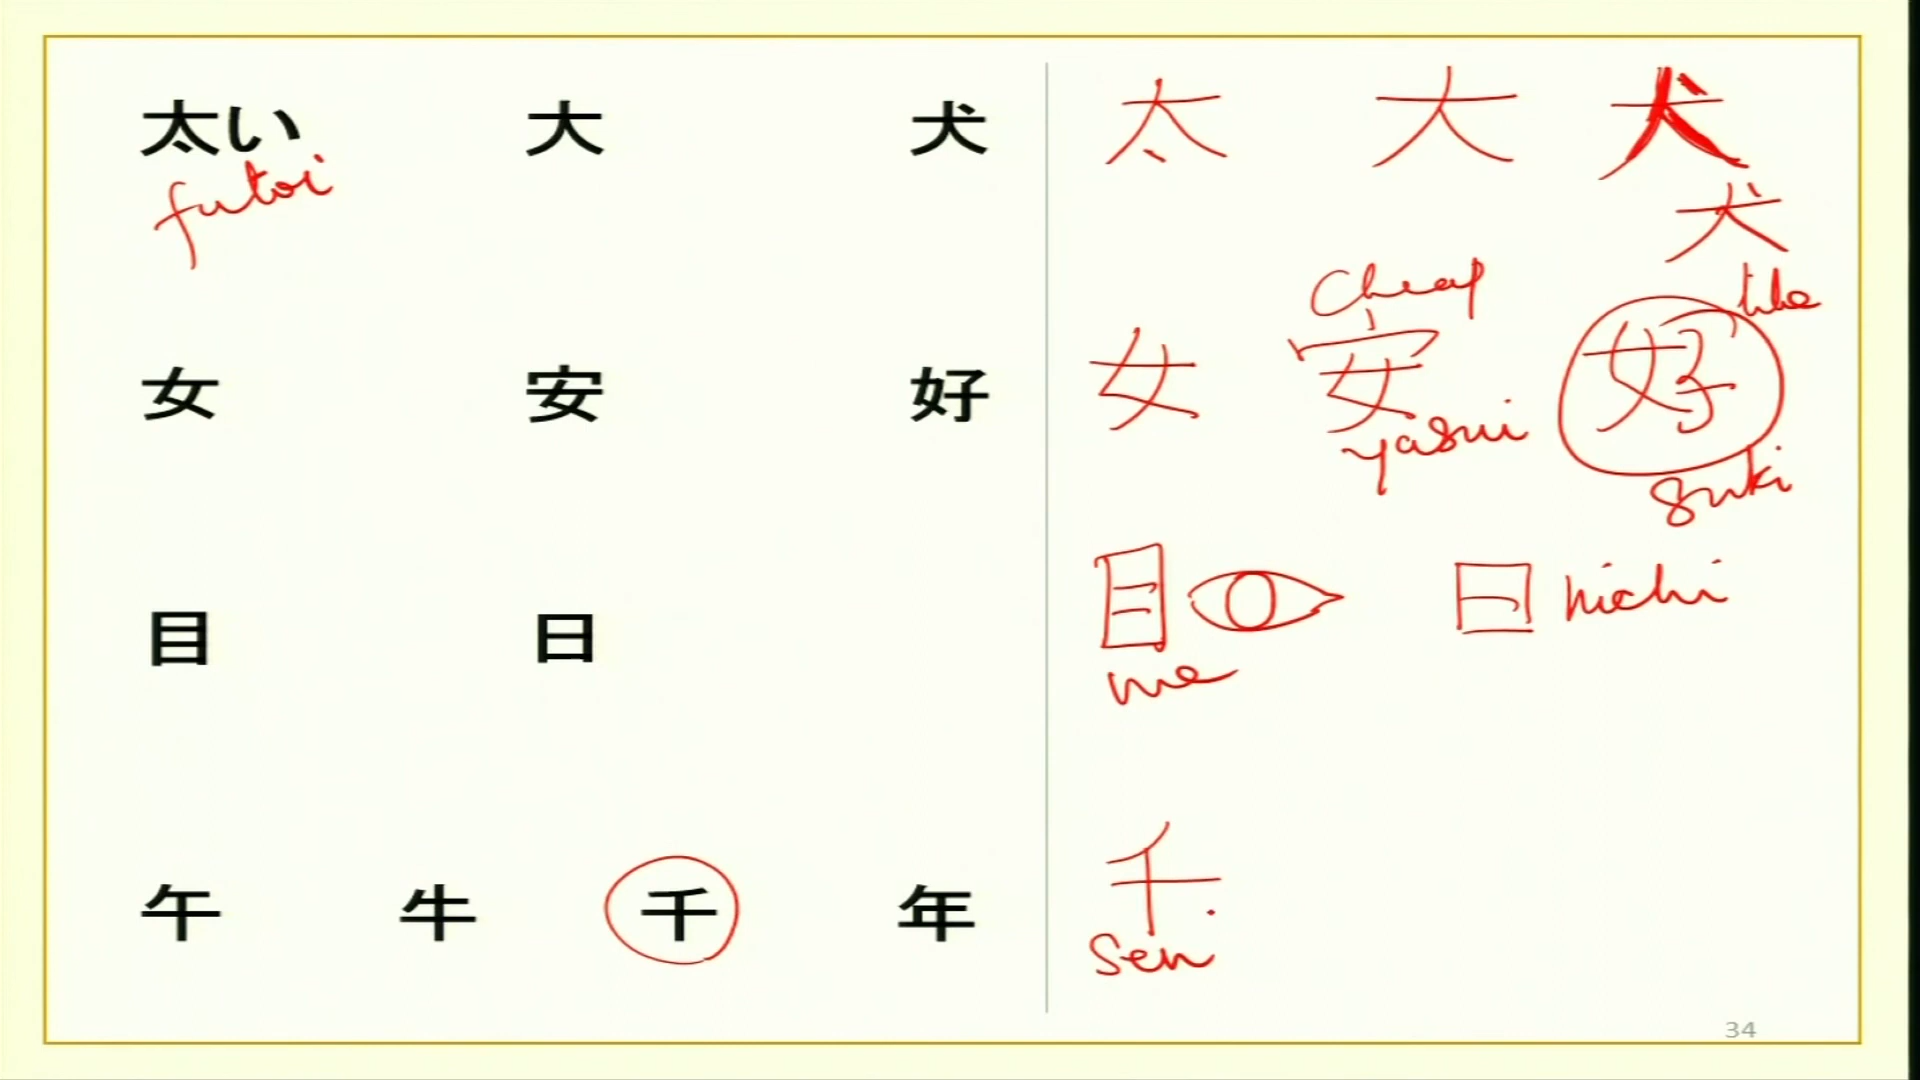 太い 大 犬 太 大 犬
futoi 犬
Cheap like
女 安 好 女 安 好
yasui suki
目 日 目 日 nichi
me
午 牛 千 年 千
sen
34